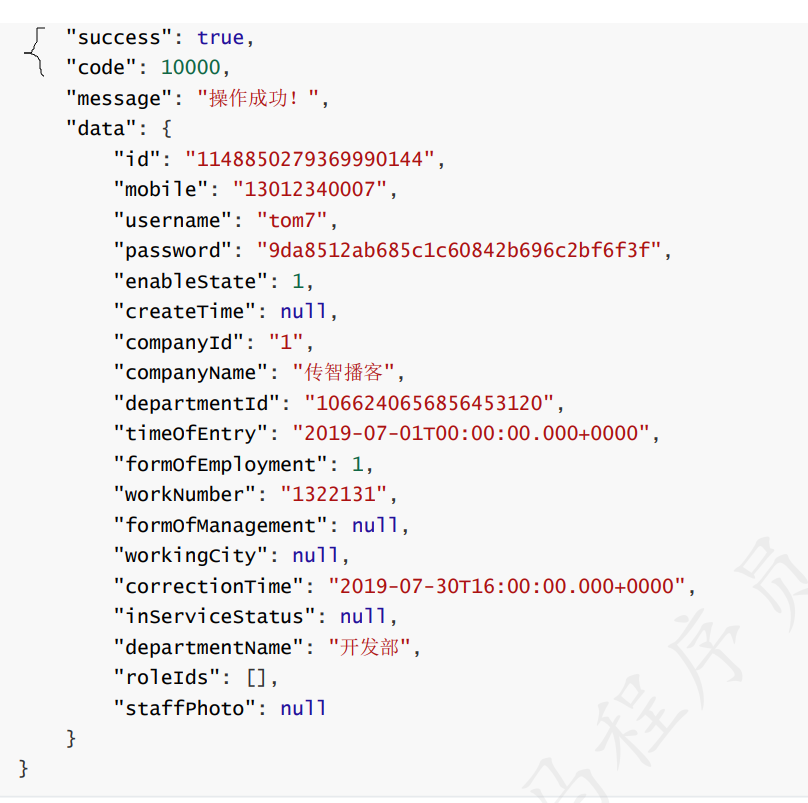 {   "success": true,
    "code": 10000,
    "message": "操作成功！",
    "data": {
        "id": "1148850279369990144",
        "mobile": "13012340007",
        "username": "tom7",
        "password": "9da8512ab685c1c60842b696c2bf6f3f",
        "enableState": 1,
        "createTime": null,
        "companyId": "1",
        "companyName": "传智播客",
        "departmentId": "1066240656856453120",
        "timeOfEntry": "2019-07-01T00:00:00.000+0000",
        "formOfEmployment": 1,
        "workNumber": "1322131",
        "formOfManagement": null,
        "workingCity": null,
        "correctionTime": "2019-07-30T16:00:00.000+0000",
        "inServiceStatus": null,
        "departmentName": "开发部",
        "roleIds": [],
        "staffPhoto": null
    }
}
马程序员